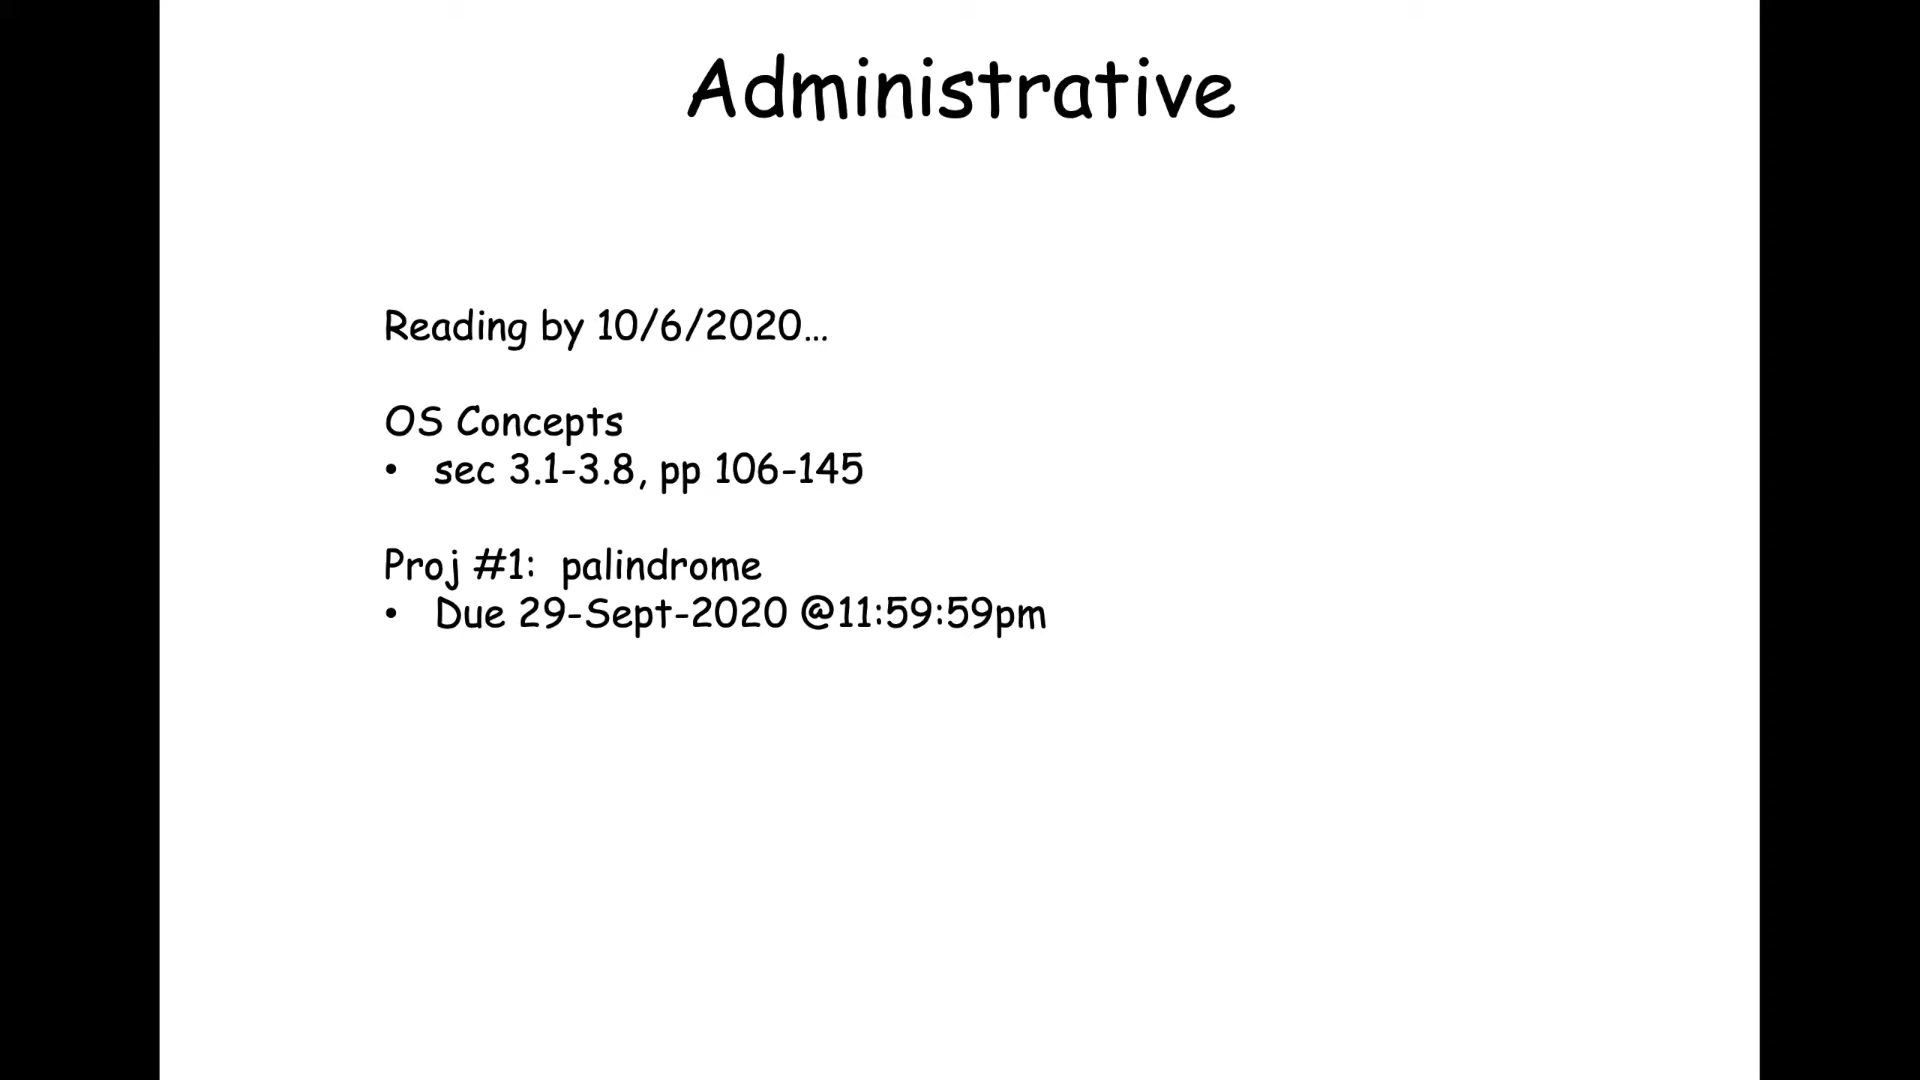 Administrative
Reading by 10/6/2020...
OS Concepts
• sec 3.1-3.8, pp 106-145
Proj #1:  palindrome
• Due 29-Sept-2020 @11:59:59pm